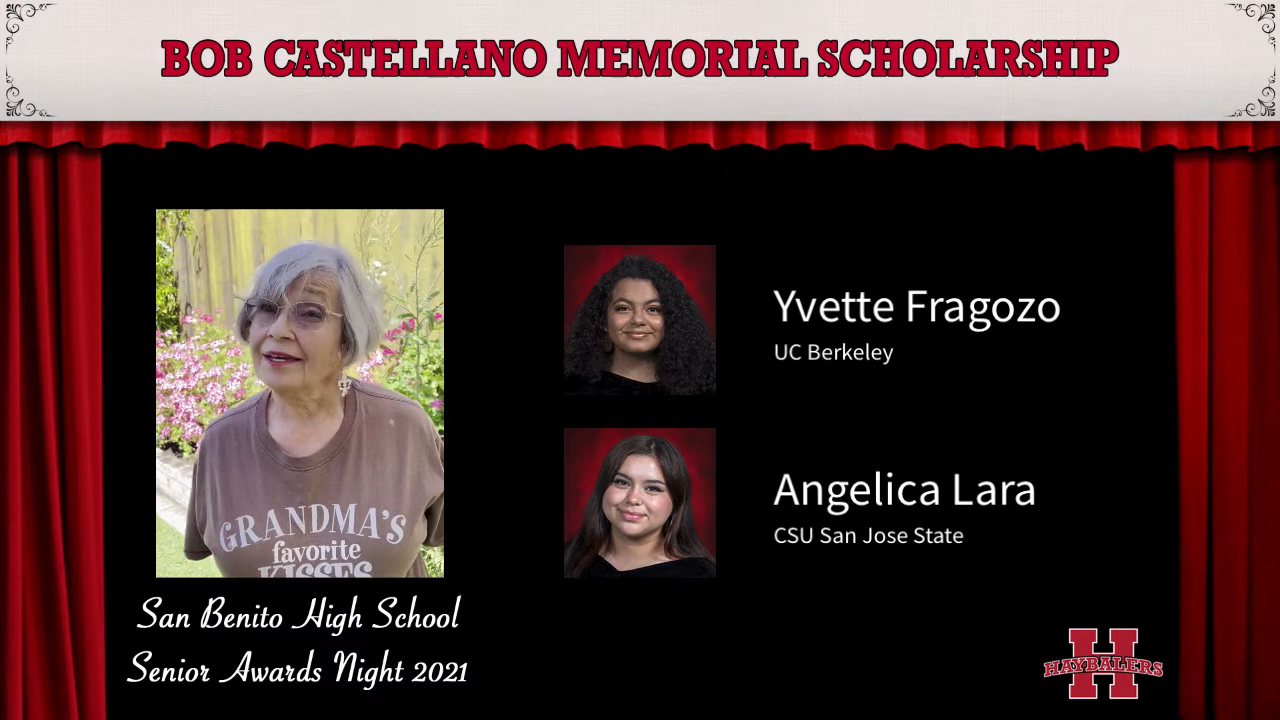 BOB CASTELLANO MEMORIAL SCHOLARSHIP
GRANDMA'S
favorite
KISSES
San Benito High School
Senior Awards Night 2021
Yvette Fragozo
UC Berkeley
Angelica Lara
CSU San Jose State
H
HAYBALERS